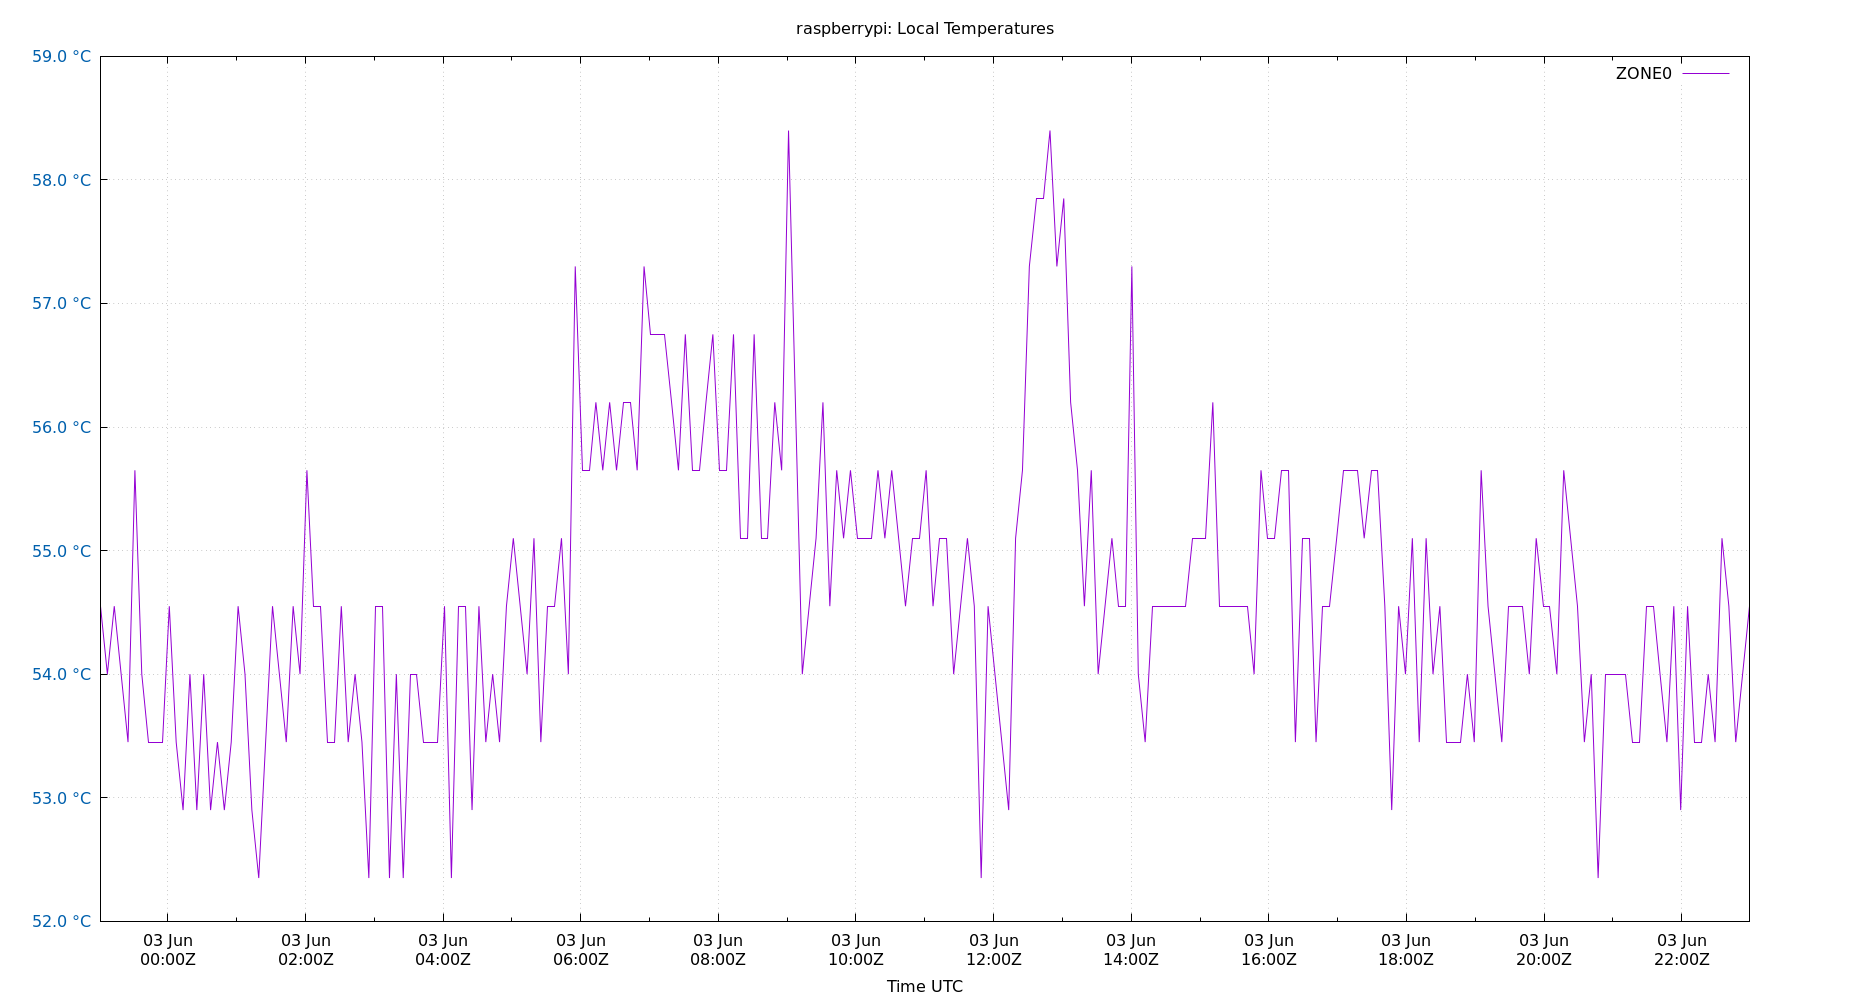 raspberrypi: Local Temperatures
59.0 °C
ZONE0
58.0 °C
57.0 °C
56.0 °C
55.0 °C
54.0 °C
53.0 °C
52.0 °C
03 Jun 03 Jun 03 Jun 03 Jun 03 Jun 03 Jun 03 Jun 03 Jun 03 Jun 03 Jun 03 Jun 03 Jun
00:00Z 02:00Z 04:00Z 06:00Z 08:00Z 10:00Z 12:00Z 14:00Z 16:00Z 18:00Z 20:00Z 22:00Z
Time UTC